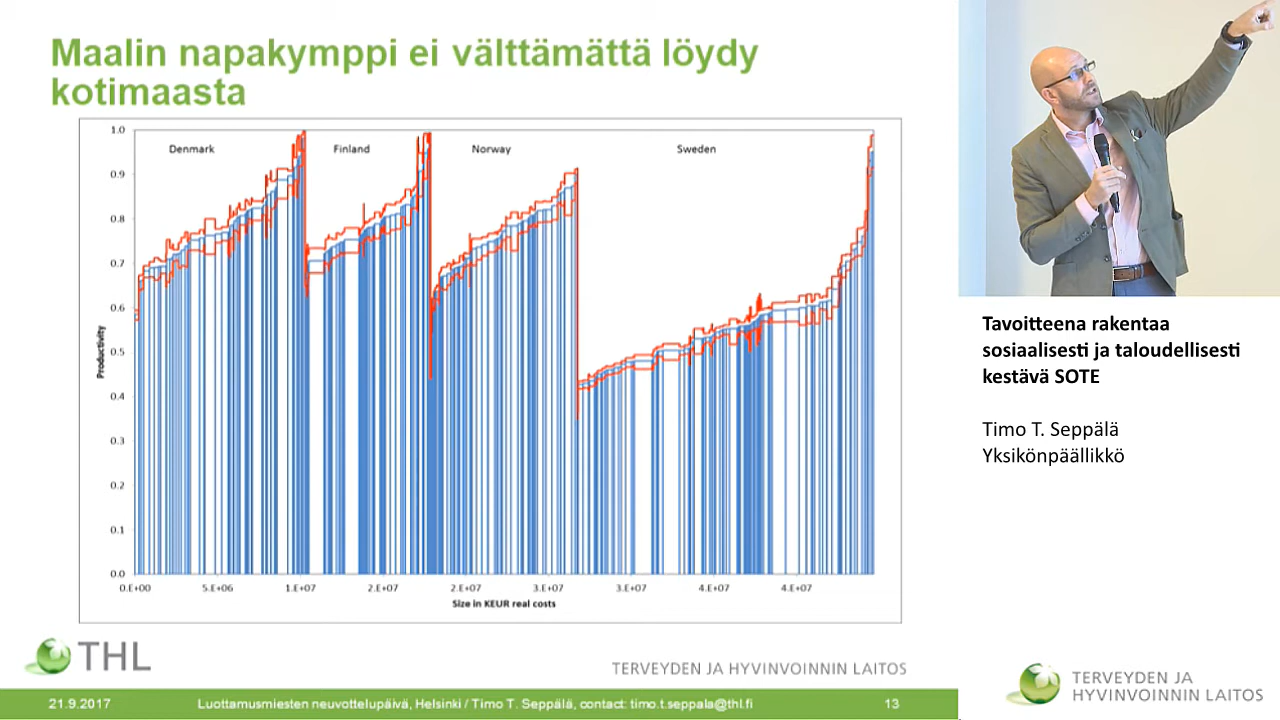 Maalin napakymppi ei välttämättä löydy
kotimaasta
1.0
0.9
0.8
0.7
0.6
0.5
0.4
0.3
0.2
0.1
0.0
Productivity
Denmark
Finland
Norway
Sweden
0.E+00
5.E+06
1.E+07
2.E+07
2.E+07
3.E+07
3.E+07
4.E+07
4.E+07
Size in KEUR real costs
THL
TERVEYDEN JA HYVINVOINNIN LAITOS
21.9.2017
Luottamusmiesten neuvottelupäivä, Helsinki / Timo T. Seppälä, contact: timo.t.seppala@thl.fi
13
Tavoitteena rakentaa
sosiaalisesti ja taloudellisesti
kestävä SOTE
Timo T. Seppälä
Yksikönpäällikkö
TERVEYDEN JA
HYVINVOINNIN LAITOS